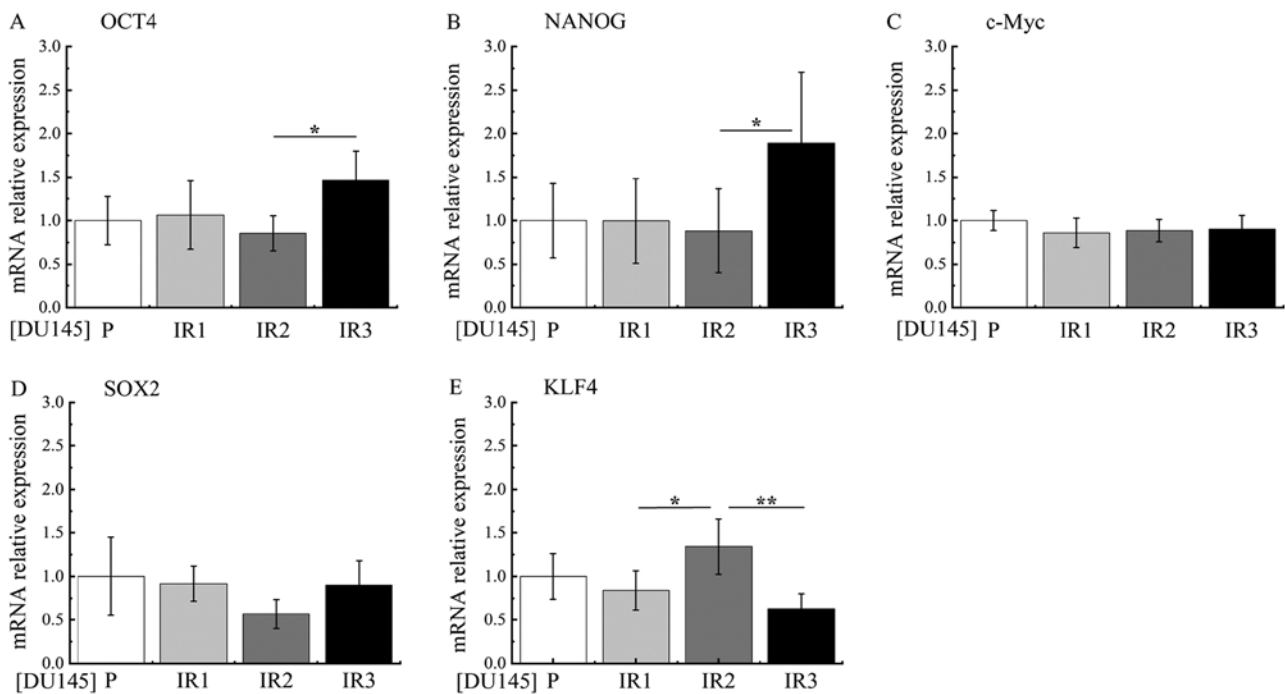 A OCT4
mRNA relative expression
3.0
2.5
2.0
1.5
1.0
0.5
0.0
*
[DU145] P IR1 IR2 IR3
B NANOG
mRNA relative expression
3.0
2.5
2.0
1.5
1.0
0.5
0.0
*
[DU145] P IR1 IR2 IR3
C c-Myc
mRNA relative expression
3.0
2.5
2.0
1.5
1.0
0.5
0.0
[DU145] P IR1 IR2 IR3
D SOX2
mRNA relative expression
3.0
2.5
2.0
1.5
1.0
0.5
0.0
[DU145] P IR1 IR2 IR3
E KLF4
mRNA relative expression
3.0
2.5
2.0
1.5
1.0
0.5
0.0
* **
[DU145] P IR1 IR2 IR3